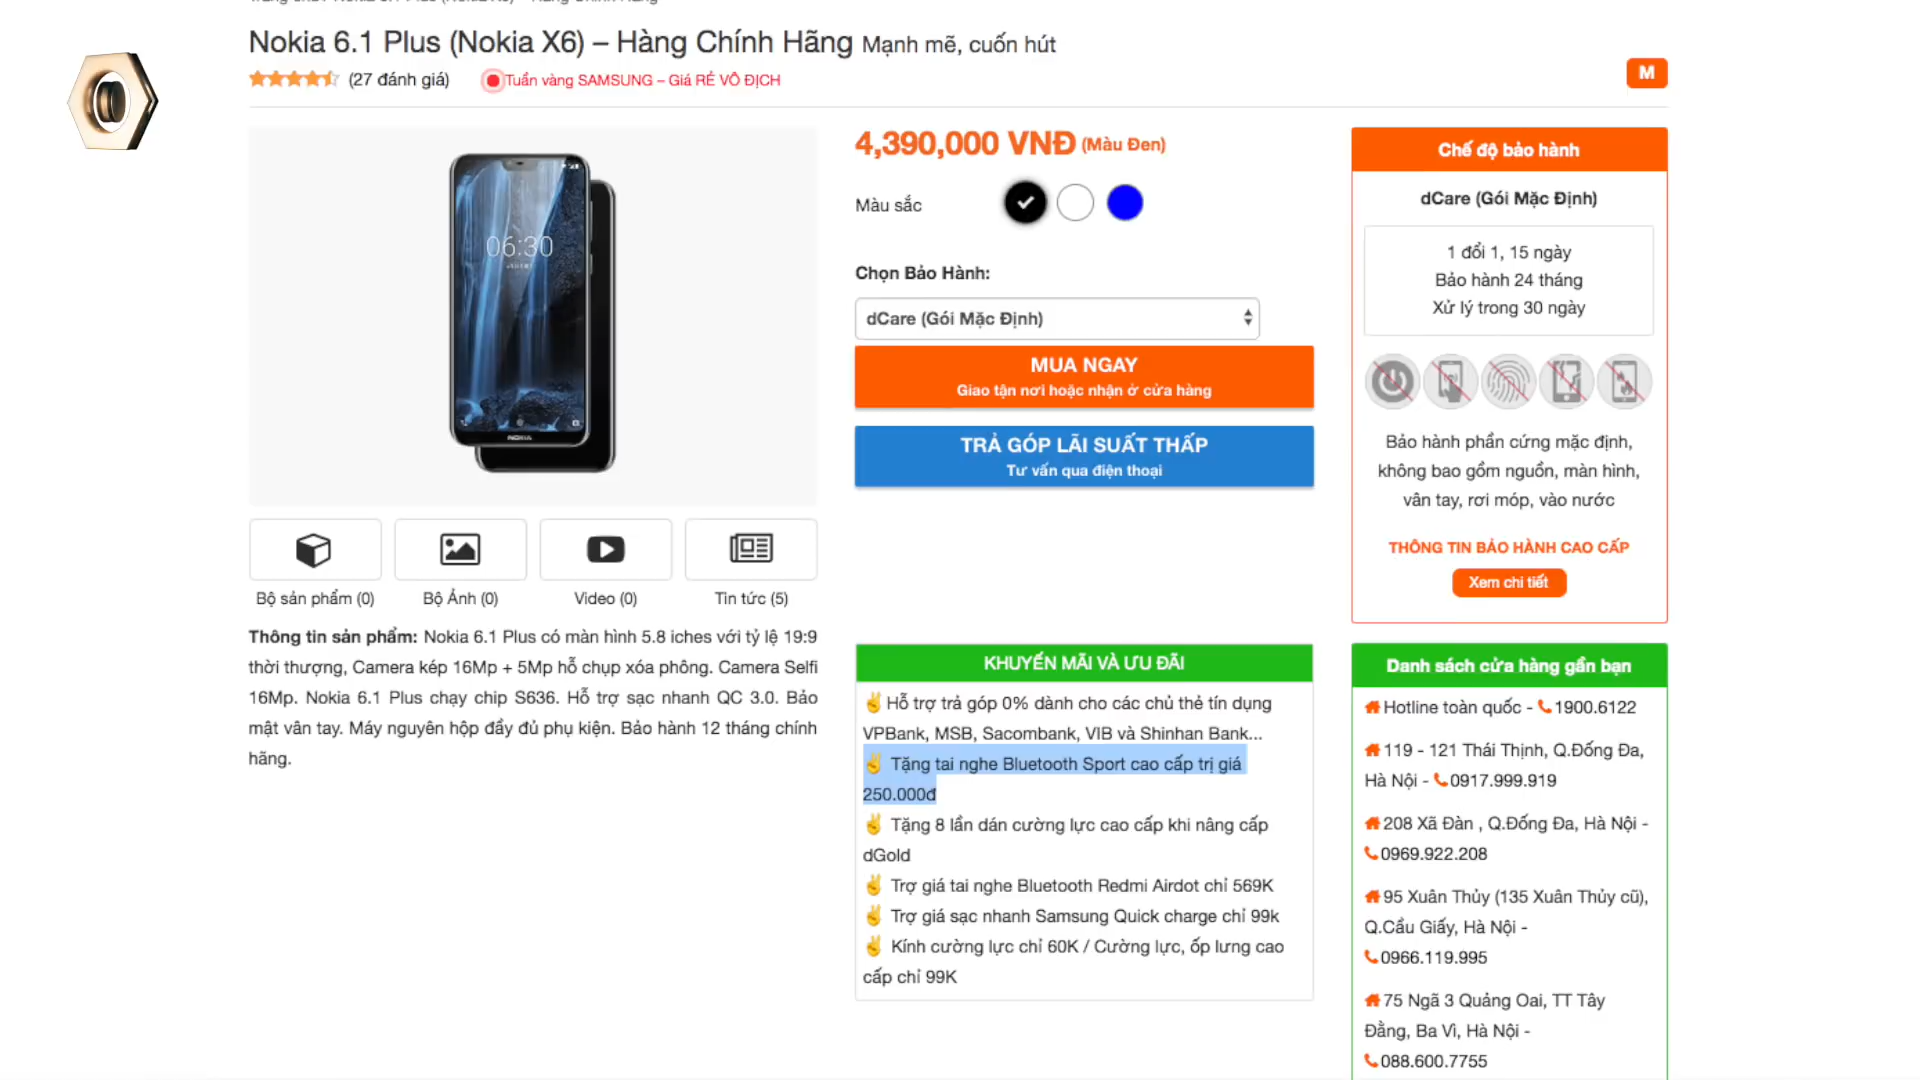 Nokia 6.1 Plus (Nokia X6) – Hàng Chính Hãng Mạnh mẽ, cuốn hút
(27 đánh giá) Tuần vàng SAMSUNG – Giá RẺ VÔ ĐỊCH
M
4,390,000 VNĐ (Màu Đen)
Màu sắc
Chọn Bảo Hành:
dCare (Gói Mặc Định)
MUA NGAY
Giao tận nơi hoặc nhận ở cửa hàng
TRẢ GÓP LÃI SUẤT THẤP
Tư vấn qua điện thoại
06:30
NOKIA
Bộ sản phẩm (0)
Bộ Ảnh (0)
Video (0)
Tin tức (5)
Thông tin sản phẩm: Nokia 6.1 Plus có màn hình 5.8 iches với tỷ lệ 19:9
thời thượng, Camera kép 16Mp + 5Mp hỗ chụp xóa phông. Camera Selfi
16Mp. Nokia 6.1 Plus chạy chip S636. Hỗ trợ sạc nhanh QC 3.0. Bảo
mật vân tay. Máy nguyên hộp đầy đủ phụ kiện. Bảo hành 12 tháng chính
hãng.
KHUYẾN MÃI VÀ ƯU ĐÃI
✌Hỗ trợ trả góp 0% dành cho các chủ thẻ tín dụng
VPBank, MSB, Sacombank, VIB và Shinhan Bank...
✌ Tặng tai nghe Bluetooth Sport cao cấp trị giá
250.000đ
✌ Tặng 8 lần dán cường lực cao cấp khi nâng cấp
dGold
✌ Trợ giá tai nghe Bluetooth Redmi Airdot chỉ 569K
✌ Trợ giá sạc nhanh Samsung Quick charge chỉ 99k
✌ Kính cường lực chỉ 60K / Cường lực, ốp lưng cao
cấp chỉ 99K
Chế độ bảo hành
dCare (Gói Mặc Định)
1 đổi 1, 15 ngày
Bảo hành 24 tháng
Xử lý trong 30 ngày
Bảo hành phần cứng mặc định,
không bao gồm nguồn, màn hình,
vân tay, rơi móp, vào nước
THÔNG TIN BẢO HÀNH CAO CẤP
Xem chi tiết
Danh sách cửa hàng gần bạn
Hotline toàn quốc - 1900.6122
119 - 121 Thái Thịnh, Q.Đống Đa,
Hà Nội - 0917.999.919
208 Xã Đàn , Q.Đống Đa, Hà Nội -
0969.922.208
95 Xuân Thủy (135 Xuân Thủy cũ),
Q.Cầu Giấy, Hà Nội -
0966.119.995
75 Ngã 3 Quảng Oai, TT Tây
Đằng, Ba Vì, Hà Nội -
088.600.7755